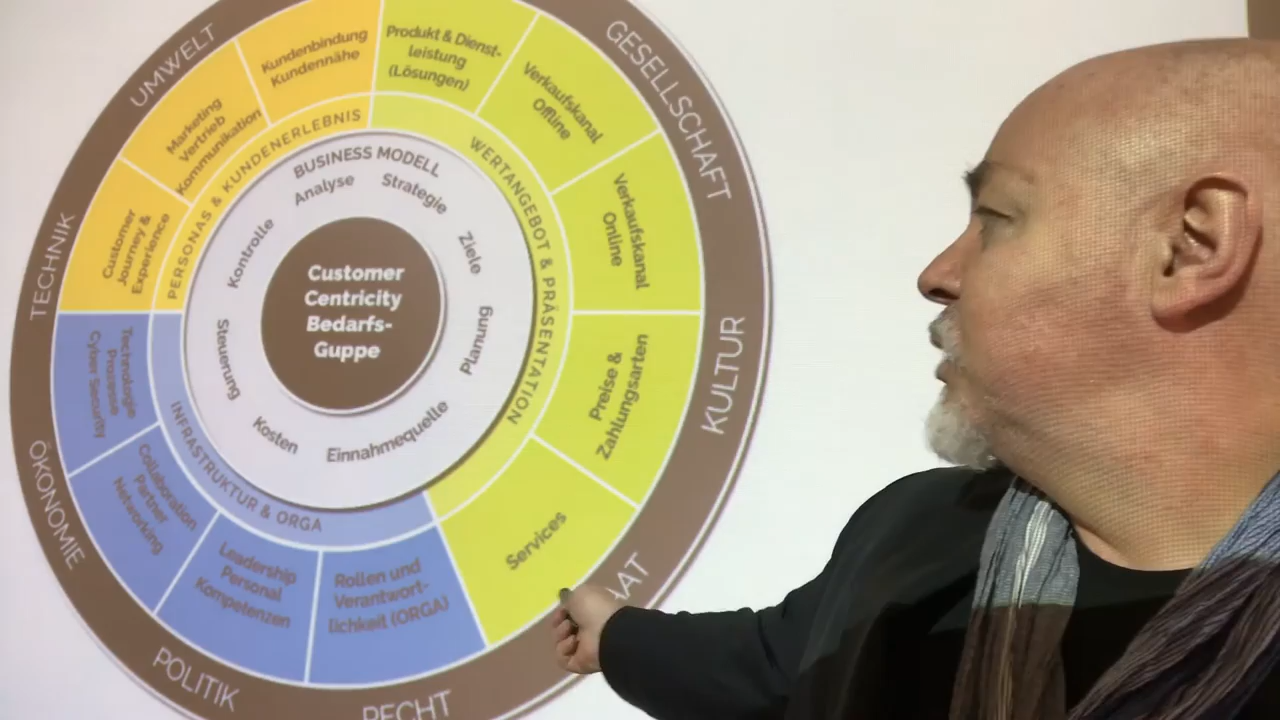 UMWELT
GESELLSCHAFT
KULTUR
AAT
RECHT
POLITIK
ÖKONOMIE
TECHNIK
Kundenbindung
Kundennähe
Produkt & Dienst-
leistung
(Lösungen)
Verkaufskanal
Offline
Verkaufskanal
Online
Preise &
Zahlungsarten
Services
Rollen und
Verantwort-
lichkeit (ORGA)
Leadership
Personal
Kompetenzen
Collaboration
Partner
Networking
Technologie
Prozesse
Cyber Security
Customer
Journey &
Experience
Marketing
Vertrieb
Kommunikation
PERSONAS & KUNDENERLEBNIS
WERTANGEBOT & PRÄSENTATION
INFRASTRUKTUR & ORGA
BUSINESS MODELL
Analyse
Strategie
Ziele
Planung
Einnahmequelle
Kosten
Steuerung
Kontrolle
Customer
Centricity
Bedarfs-
Guppe